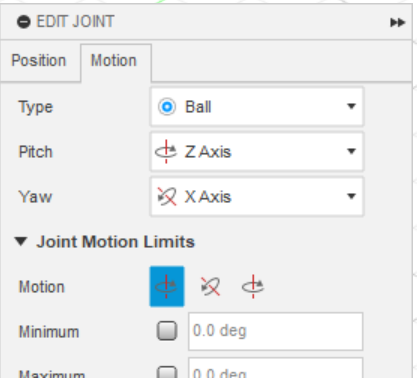 EDIT JOINT
Position Motion
Type Ball
Pitch Z Axis
Yaw X Axis
Joint Motion Limits
Motion
Minimum 0.0 deg
Maximum 0.0 deg